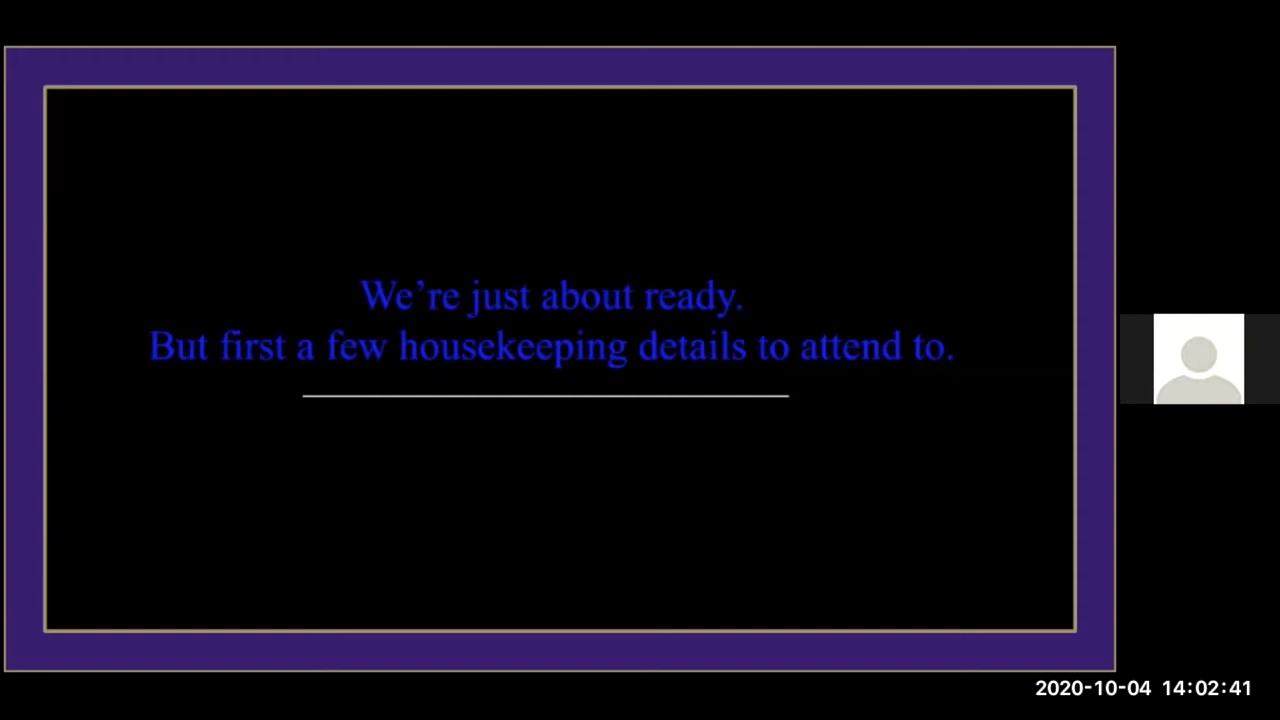 We’re just about ready.
But first a few housekeeping details to attend to.
2020-10-04 14:02:41